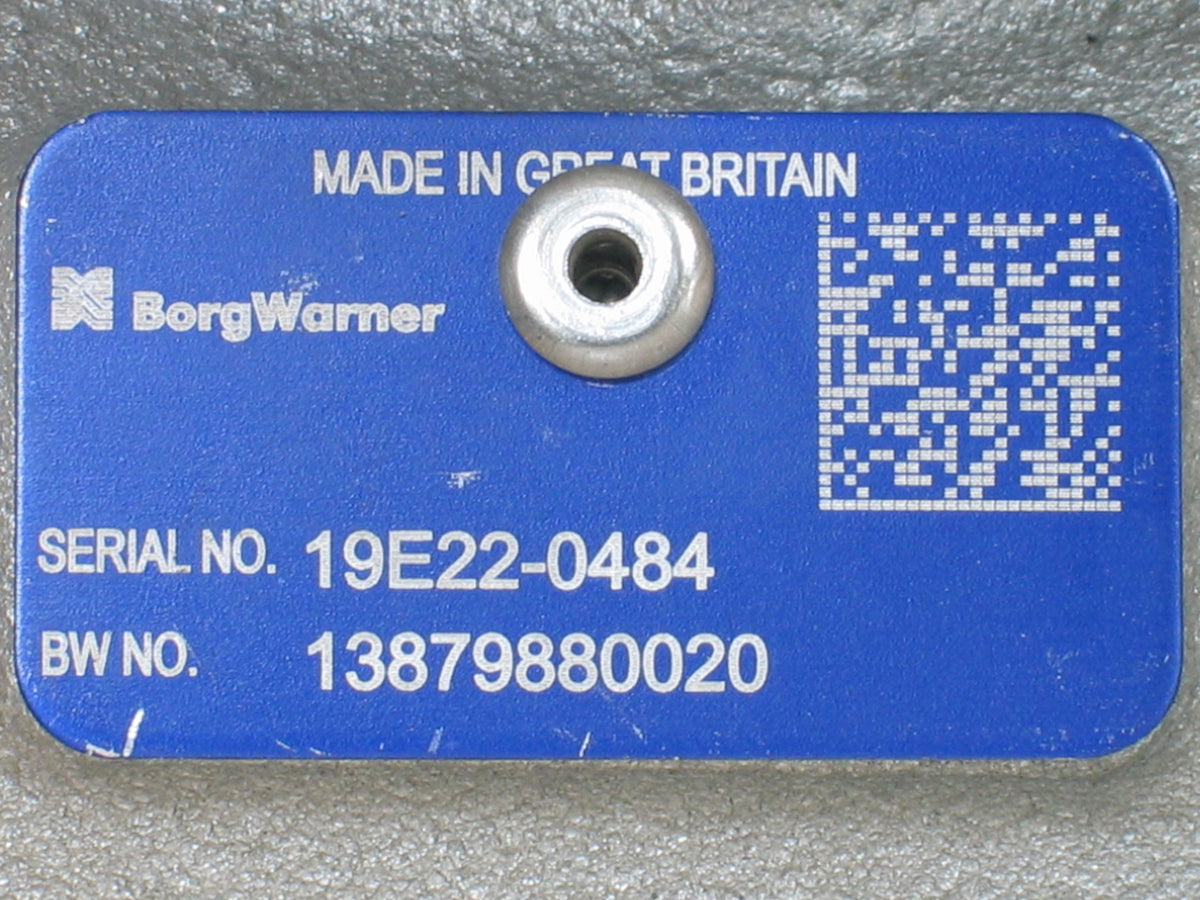 MADE IN GREAT BRITAIN
BorgWarner
SERIAL NO. 19E22-0484
BW NO. 13879880020